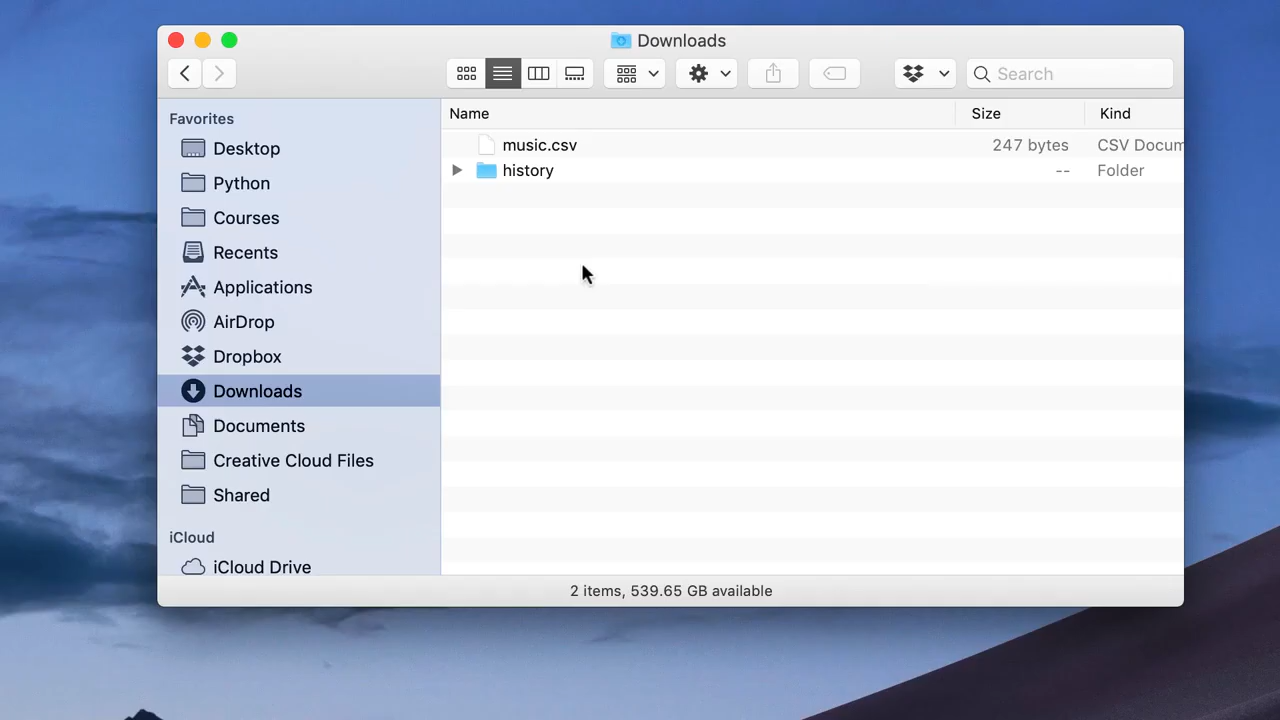 Downloads
Search
Favorites
Desktop
Python
Courses
Recents
Applications
AirDrop
Dropbox
Downloads
Documents
Creative Cloud Files
Shared
iCloud
iCloud Drive
Name Size Kind
music.csv 247 bytes CSV Docum
history -- Folder
2 items, 539.65 GB available